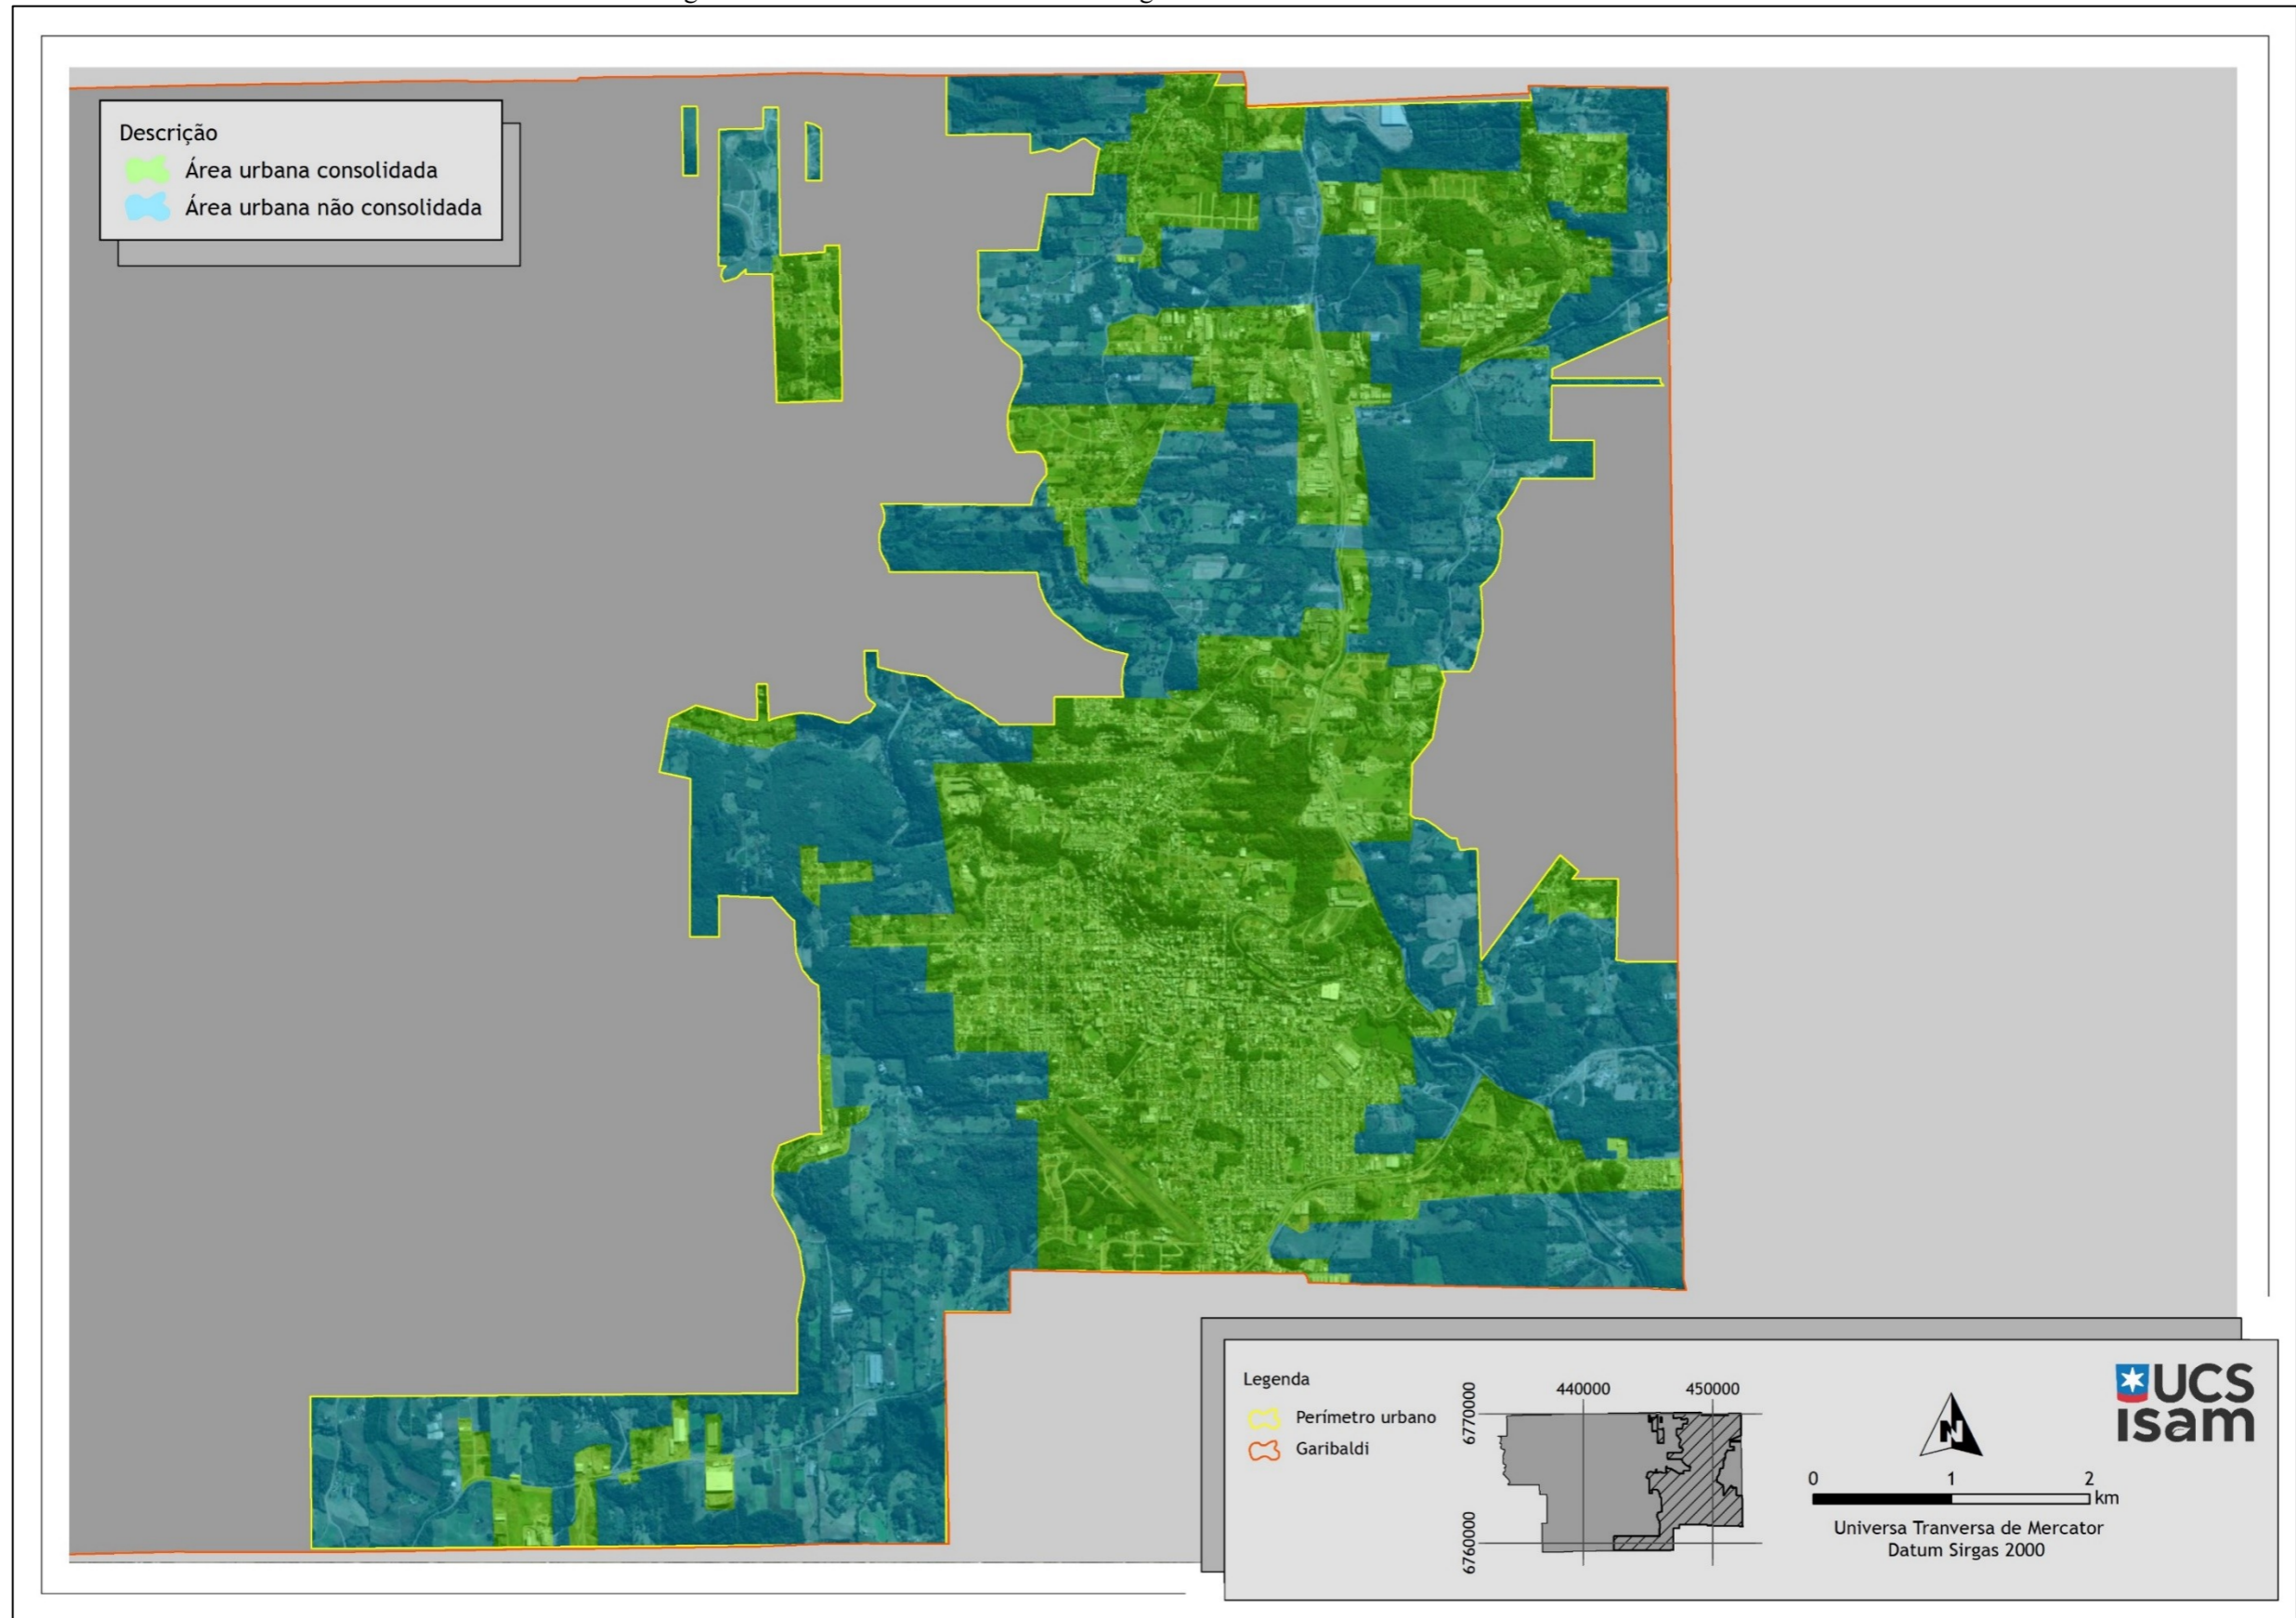 Descrição
Área urbana consolidada
Área urbana não consolidada
Legenda
Perímetro urbano
Garibaldi
440000
450000
6770000
6760000
N
0 1 2
km
Universa Tranversa de Mercator
Datum Sirgas 2000
UCS
isam